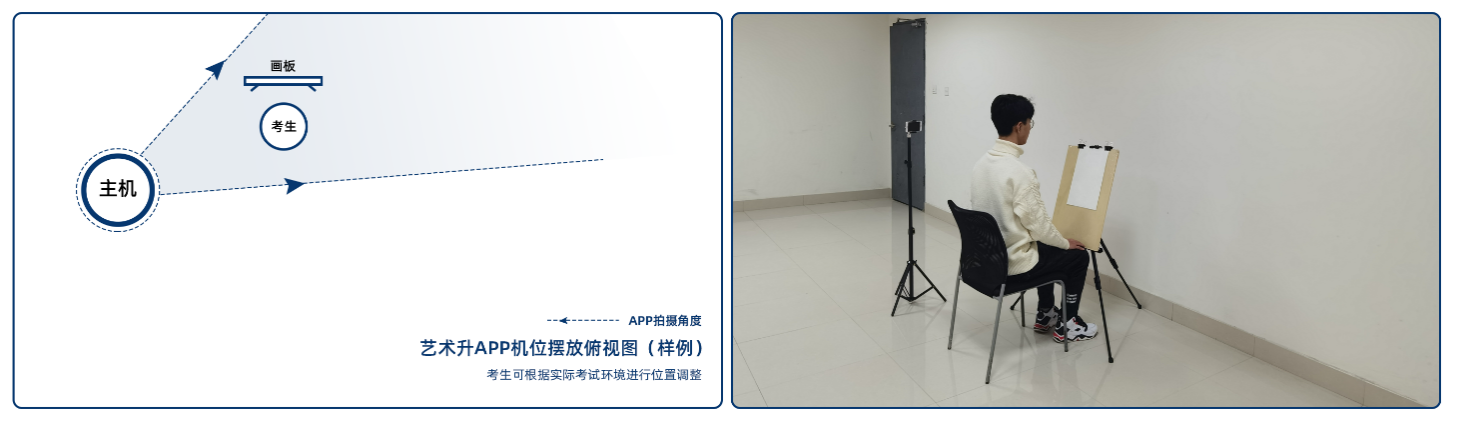 画板
考生
主机
APP拍摄角度
艺术升APP机位摆放俯视图（样例）
考生可根据实际考试环境进行位置调整